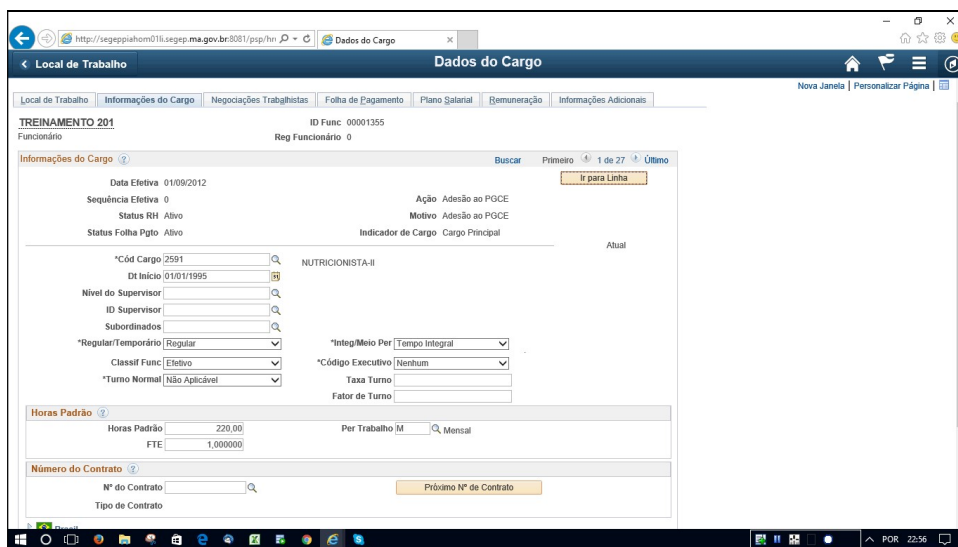 http://segeppiahom01li.segep.ma.gov.br:8081/psp/hn
Dados do Cargo
Local de Trabalho
Dados do Cargo
Nova Janela | Personalizar Página |
Local de Trabalho Informações do Cargo Negociações Trabalhistas Folha de Pagamento Plano Salarial Remuneração Informações Adicionais
TREINAMENTO 201 ID Func 00001355
Funcionário Reg Funcionário 0
Informações do Cargo Buscar Primeiro 1 de 27 Último
Ir para Linha
Data Efetiva 01/09/2012
Sequência Efetiva 0 Ação Adesão ao PGCE
Status RH Ativo Motivo Adesão ao PGCE
Status Folha Pgto Ativo Indicador de Cargo Cargo Principal
Atual
*Cód Cargo 2591 NUTRICIONISTA-II
Dt Início 01/01/1995
Nível do Supervisor
ID Supervisor
Subordinados
*Regular/Temporário Regular *Integ/Meio Per Tempo Integral
Classif Func Efetivo *Código Executivo Nenhum
*Turno Normal Não Aplicável Taxa Turno
Fator de Turno
Horas Padrão
Horas Padrão 220,00 Per Trabalho M Mensal
FTE 1,000000
Número do Contrato
Nº do Contrato Próximo Nº de Contrato
Tipo de Contrato
Brasil
POR 22:56